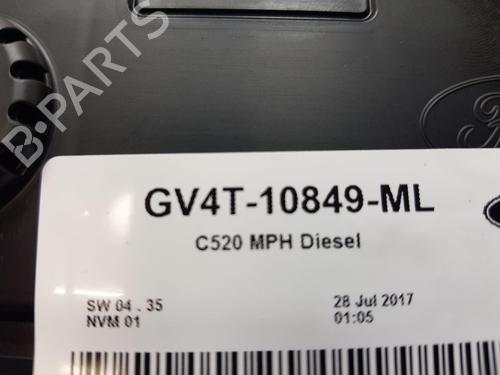 B-PARTS
GV4T-10849-ML
C520 MPH Diesel
SW 04 . 35
28 Jul 2017
NVM 01
01:05